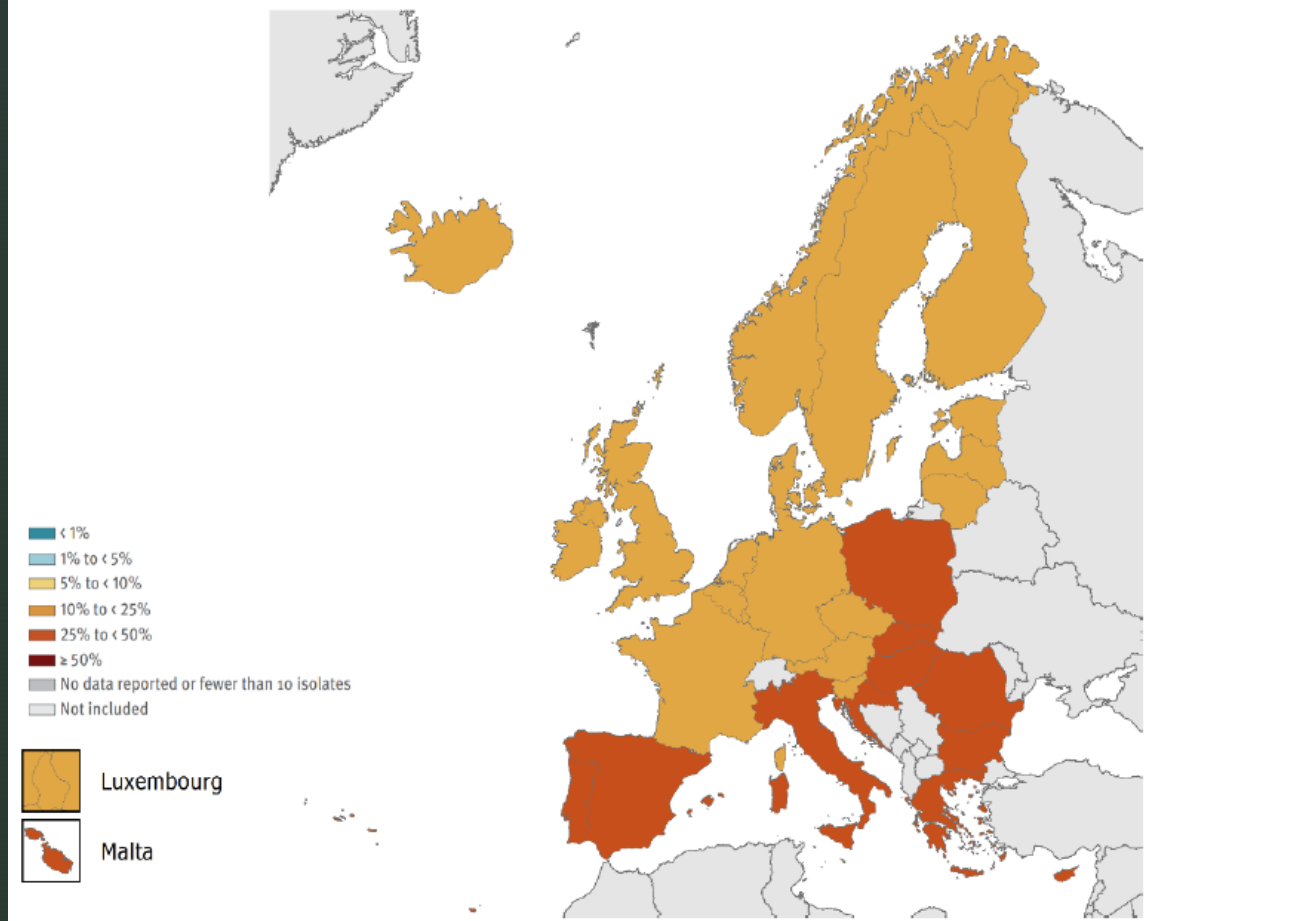 < 1%
1% to < 5%
5% to < 10%
10% to < 25%
25% to < 50%
≥ 50%
No data reported or fewer than 10 isolates
Not included
Luxembourg
Malta